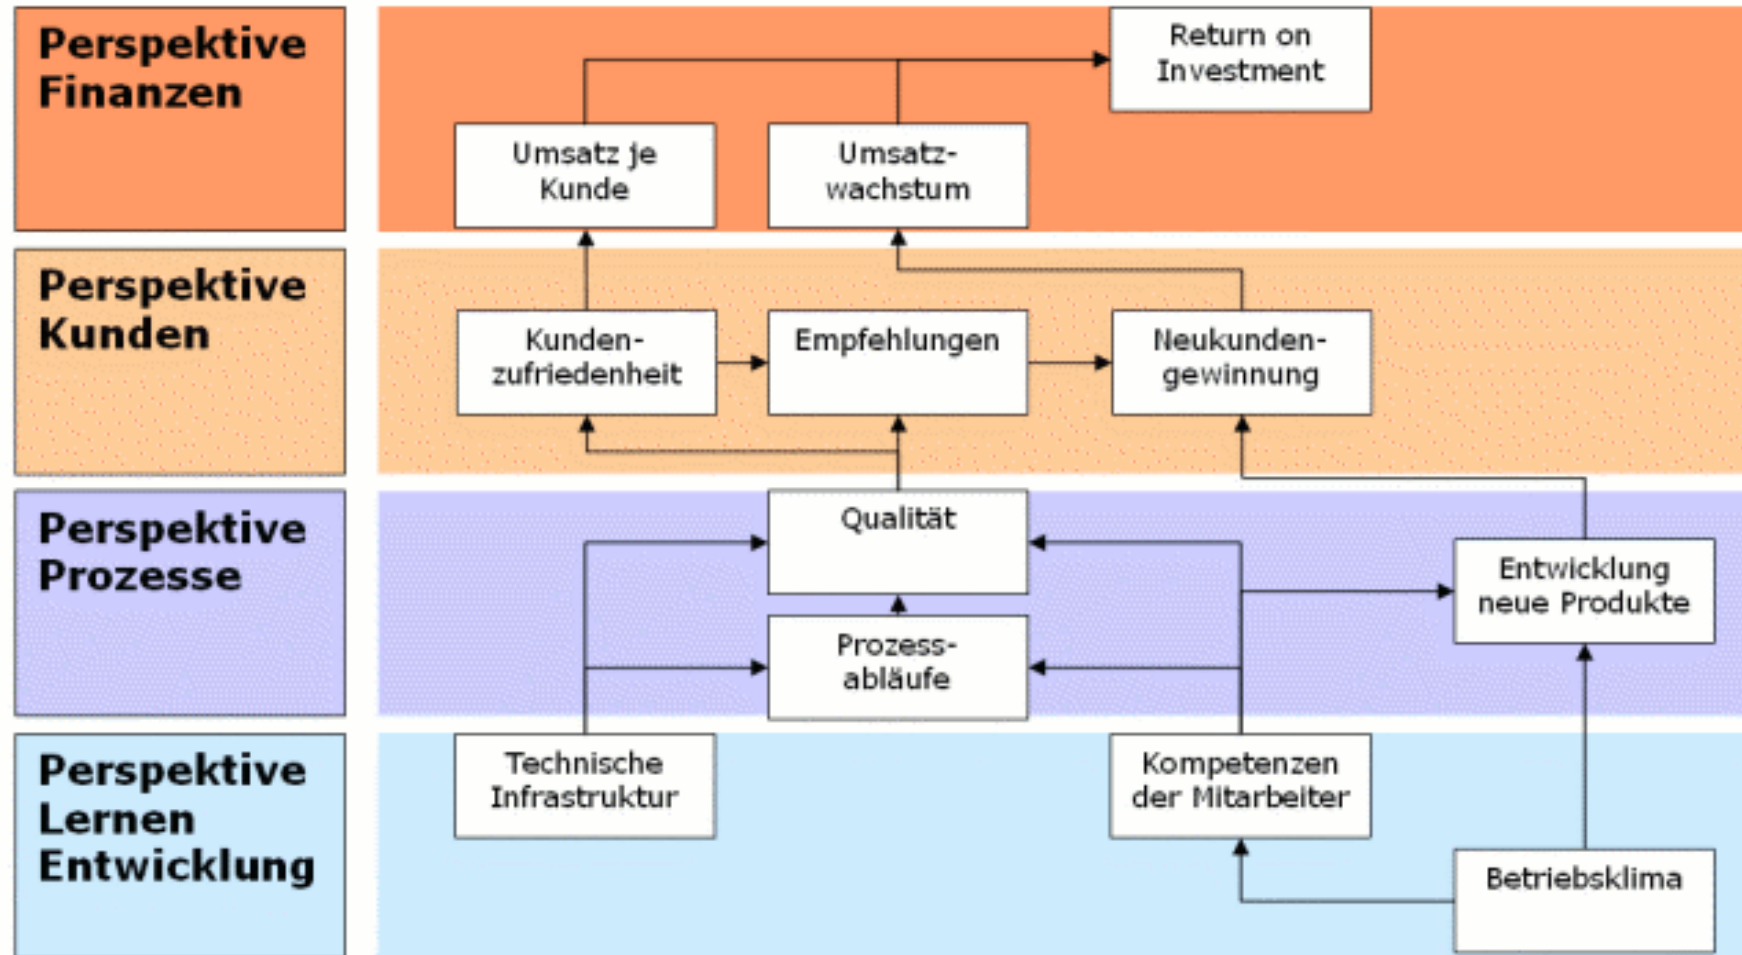 Perspektive
Finanzen
Return on
Investment
Umsatz je
Kunde
Umsatz-
wachstum
Perspektive
Kunden
Kunden-
zufriedenheit
Empfehlungen
Neukunden-
gewinnung
Perspektive
Prozesse
Qualität
Entwicklung
neue Produkte
Prozess-
abläufe
Perspektive
Lernen
Entwicklung
Technische
Infrastruktur
Kompetenzen
der Mitarbeiter
Betriebsklima